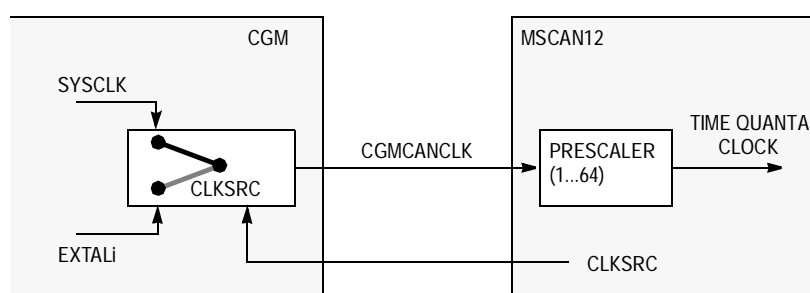 CGM
MSCAN12
SYSCLK
TIME QUANTA
CLOCK
CGMCANCLK
PRESCALER
(1...64)
CLKSRC
EXTALi
CLKSRC